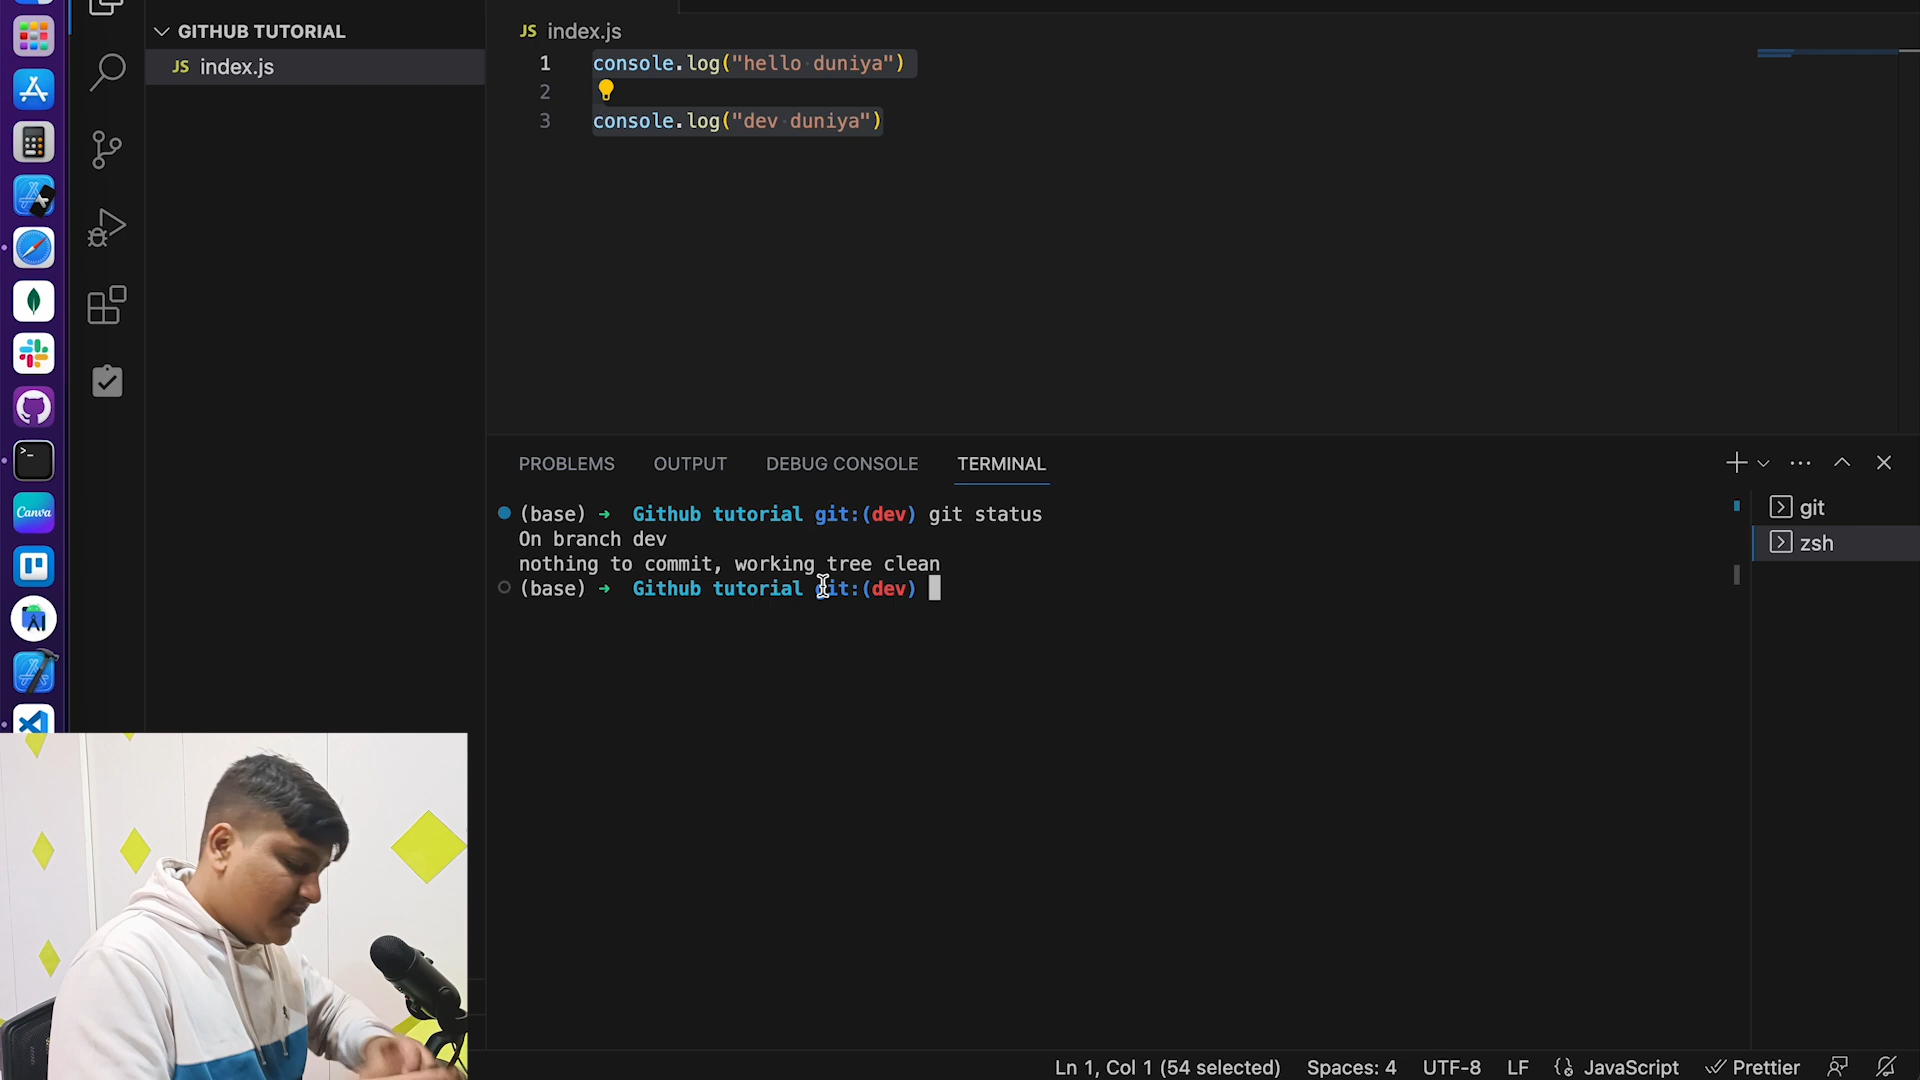 GITHUB TUTORIAL
JS index.js
JS index.js
1 console.log("hello duniya")
2
3 console.log("dev duniya")
PROBLEMS OUTPUT DEBUG CONSOLE TERMINAL
(base) ➜ Github tutorial git:(dev) git status
On branch dev
nothing to commit, working tree clean
(base) ➜ Github tutorial git:(dev)
git
zsh
Canva
Ln 1, Col 1 (54 selected) Spaces: 4 UTF-8 LF JavaScript Prettier